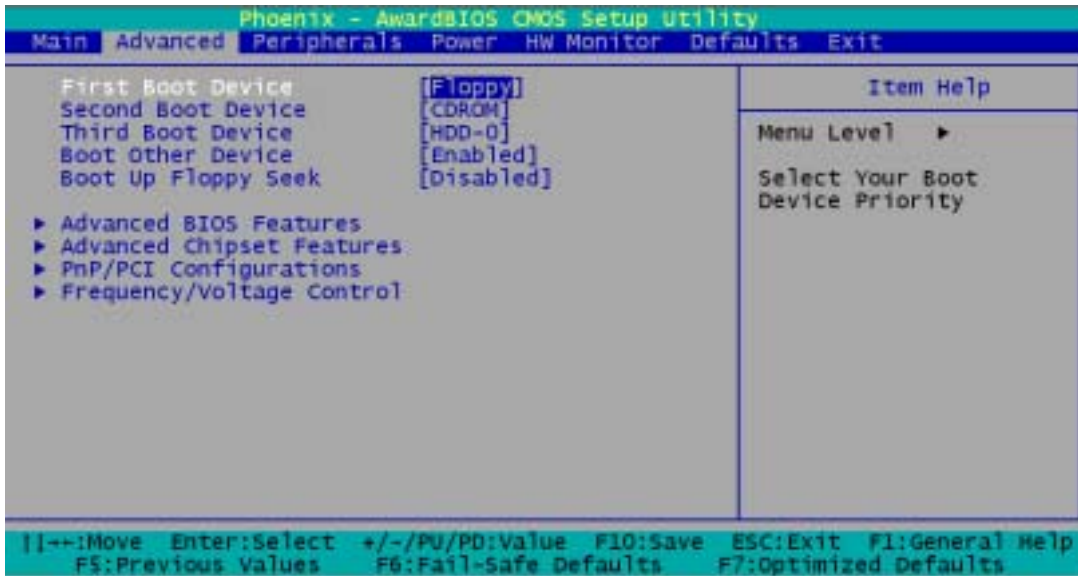 Phoenix - AwardBIOS CMOS Setup Utility
Main Advanced Peripherals Power HW Monitor Defaults Exit
First Boot Device [Floppy]
Second Boot Device [CDROM]
Third Boot Device [HDD-0]
Boot Other Device [Enabled]
Boot Up Floppy Seek [Disabled]
▶ Advanced BIOS Features
▶ Advanced Chipset Features
▶ PnP/PCI Configurations
▶ Frequency/Voltage Control
Item Help
Menu Level ▶
Select Your Boot
Device Priority
:Move Enter:Select +/-/PU/PD:Value F10:Save ESC:Exit F1:General Help
F5:Previous Values F6:Fail-Safe Defaults F7:Optimized Defaults